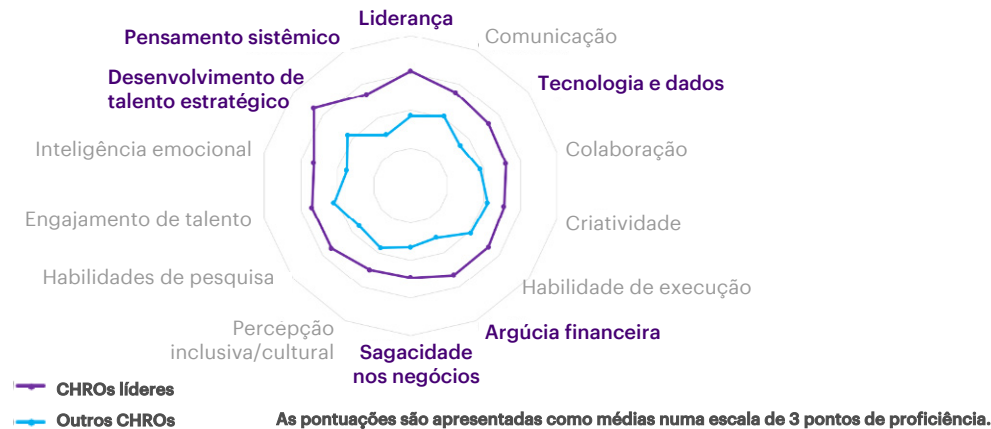 Liderança
Pensamento sistêmico
Comunicação
Desenvolvimento de
talento estratégico
Tecnologia e dados
Inteligência emocional
Colaboração
Engajamento de talento
Criatividade
Habilidades de pesquisa
Habilidade de execução
Percepção
inclusiva/cultural
Argúcia financeira
Sagacidade
nos negócios
CHROs líderes
Outros CHROs
As pontuações são apresentadas como médias numa escala de 3 pontos de proficiência.